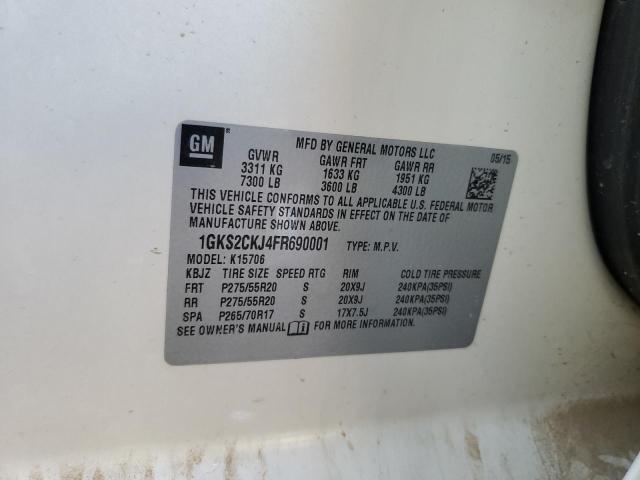 GM ® MFD BY GENERAL MOTORS LLC 05/15
GVWR GAWR FRT GAWR RR
3311 KG 1633 KG 1951 KG
7300 LB 3600 LB 4300 LB
THIS VEHICLE CONFORMS TO ALL APPLICABLE U.S. FEDERAL MOTOR
VEHICLE SAFETY STANDARDS IN EFFECT ON THE DATE OF
MANUFACTURE SHOWN ABOVE.
1GKS2CKJ4FR690001 TYPE: M.P.V.
MODEL: K15706
KBJZ TIRE SIZE SPEED RTG RIM COLD TIRE PRESSURE
FRT P275/55R20 S 20X9J 240KPA(35PSI)
RR P275/55R20 S 20X9J 240KPA(35PSI)
SPA P265/70R17 S 17X7.5J 240KPA(35PSI)
SEE OWNER'S MANUAL FOR MORE INFORMATION.